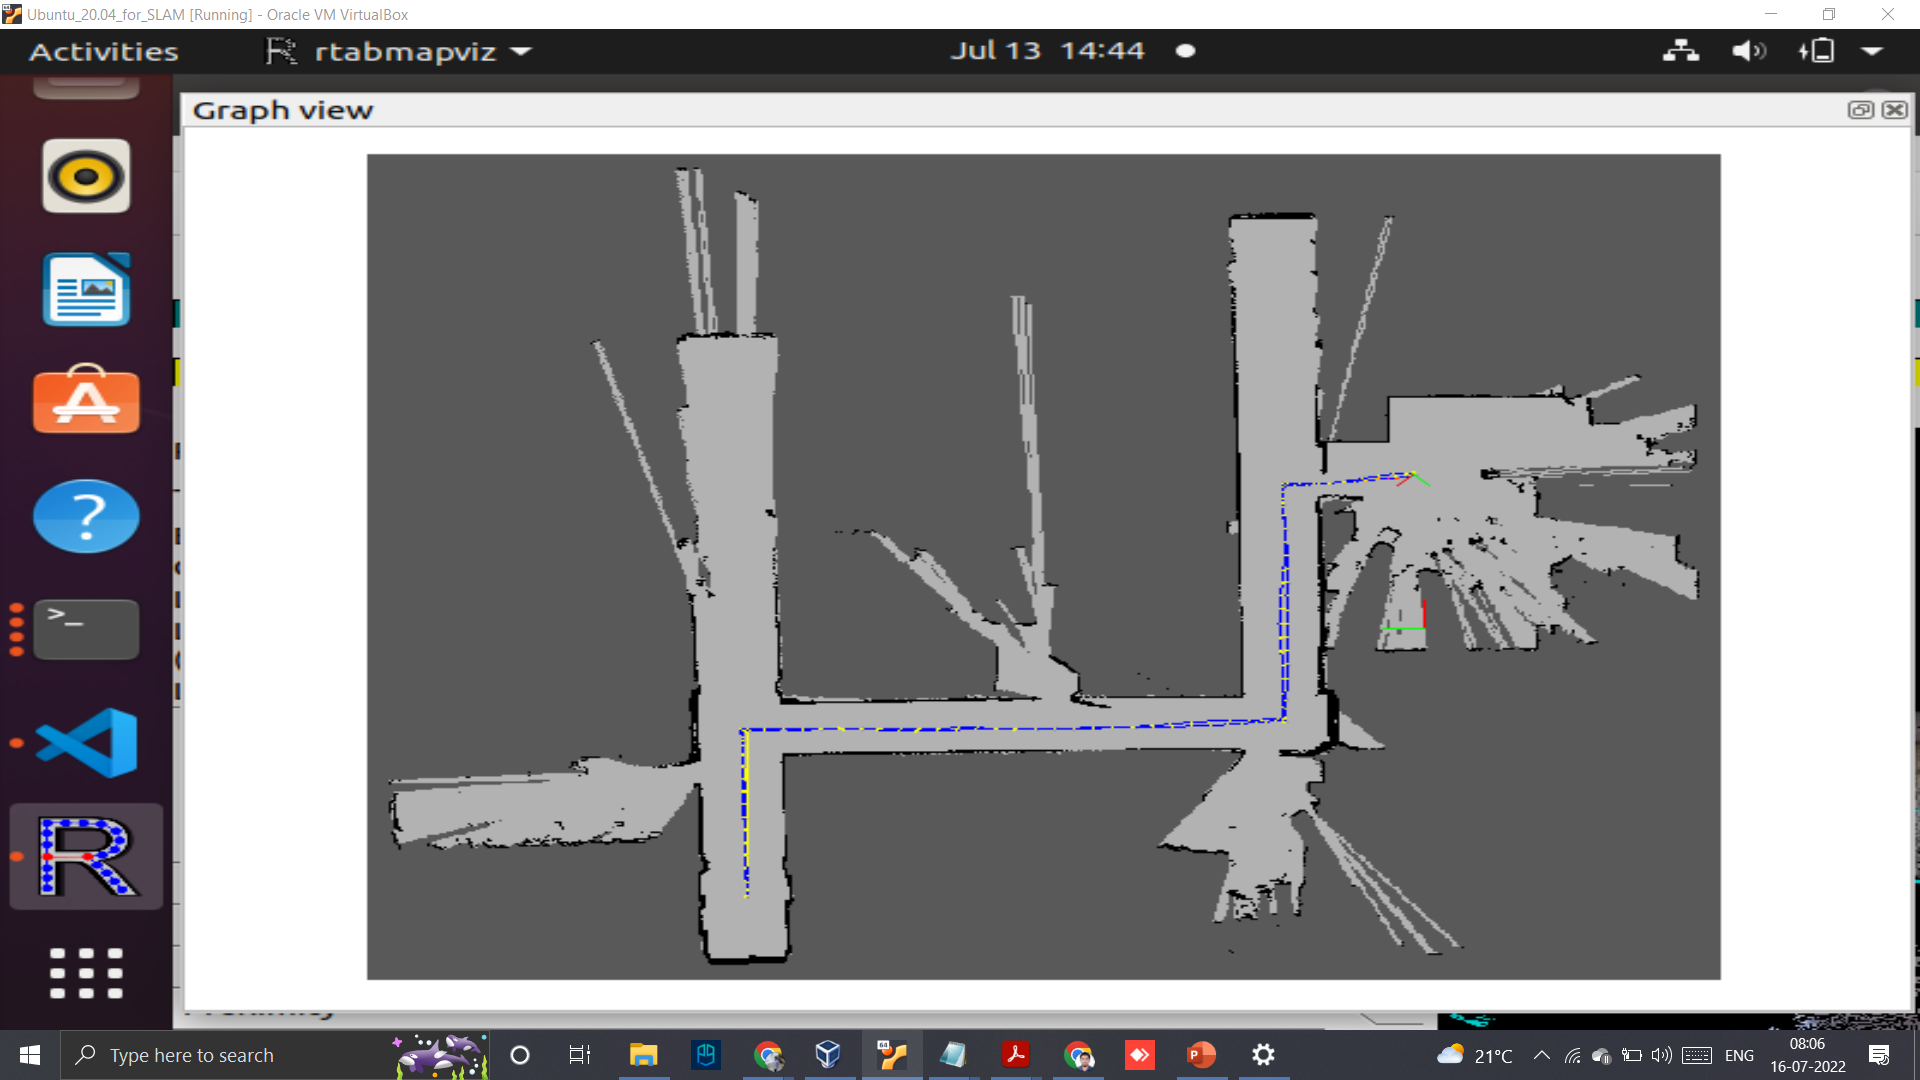 Ubuntu_20.04_for_SLAM [Running] - Oracle VM VirtualBox
Activities
rtabmapviz
Jul 13 14:44
Graph view
Type here to search
21°C
ENG
08:06
16-07-2022